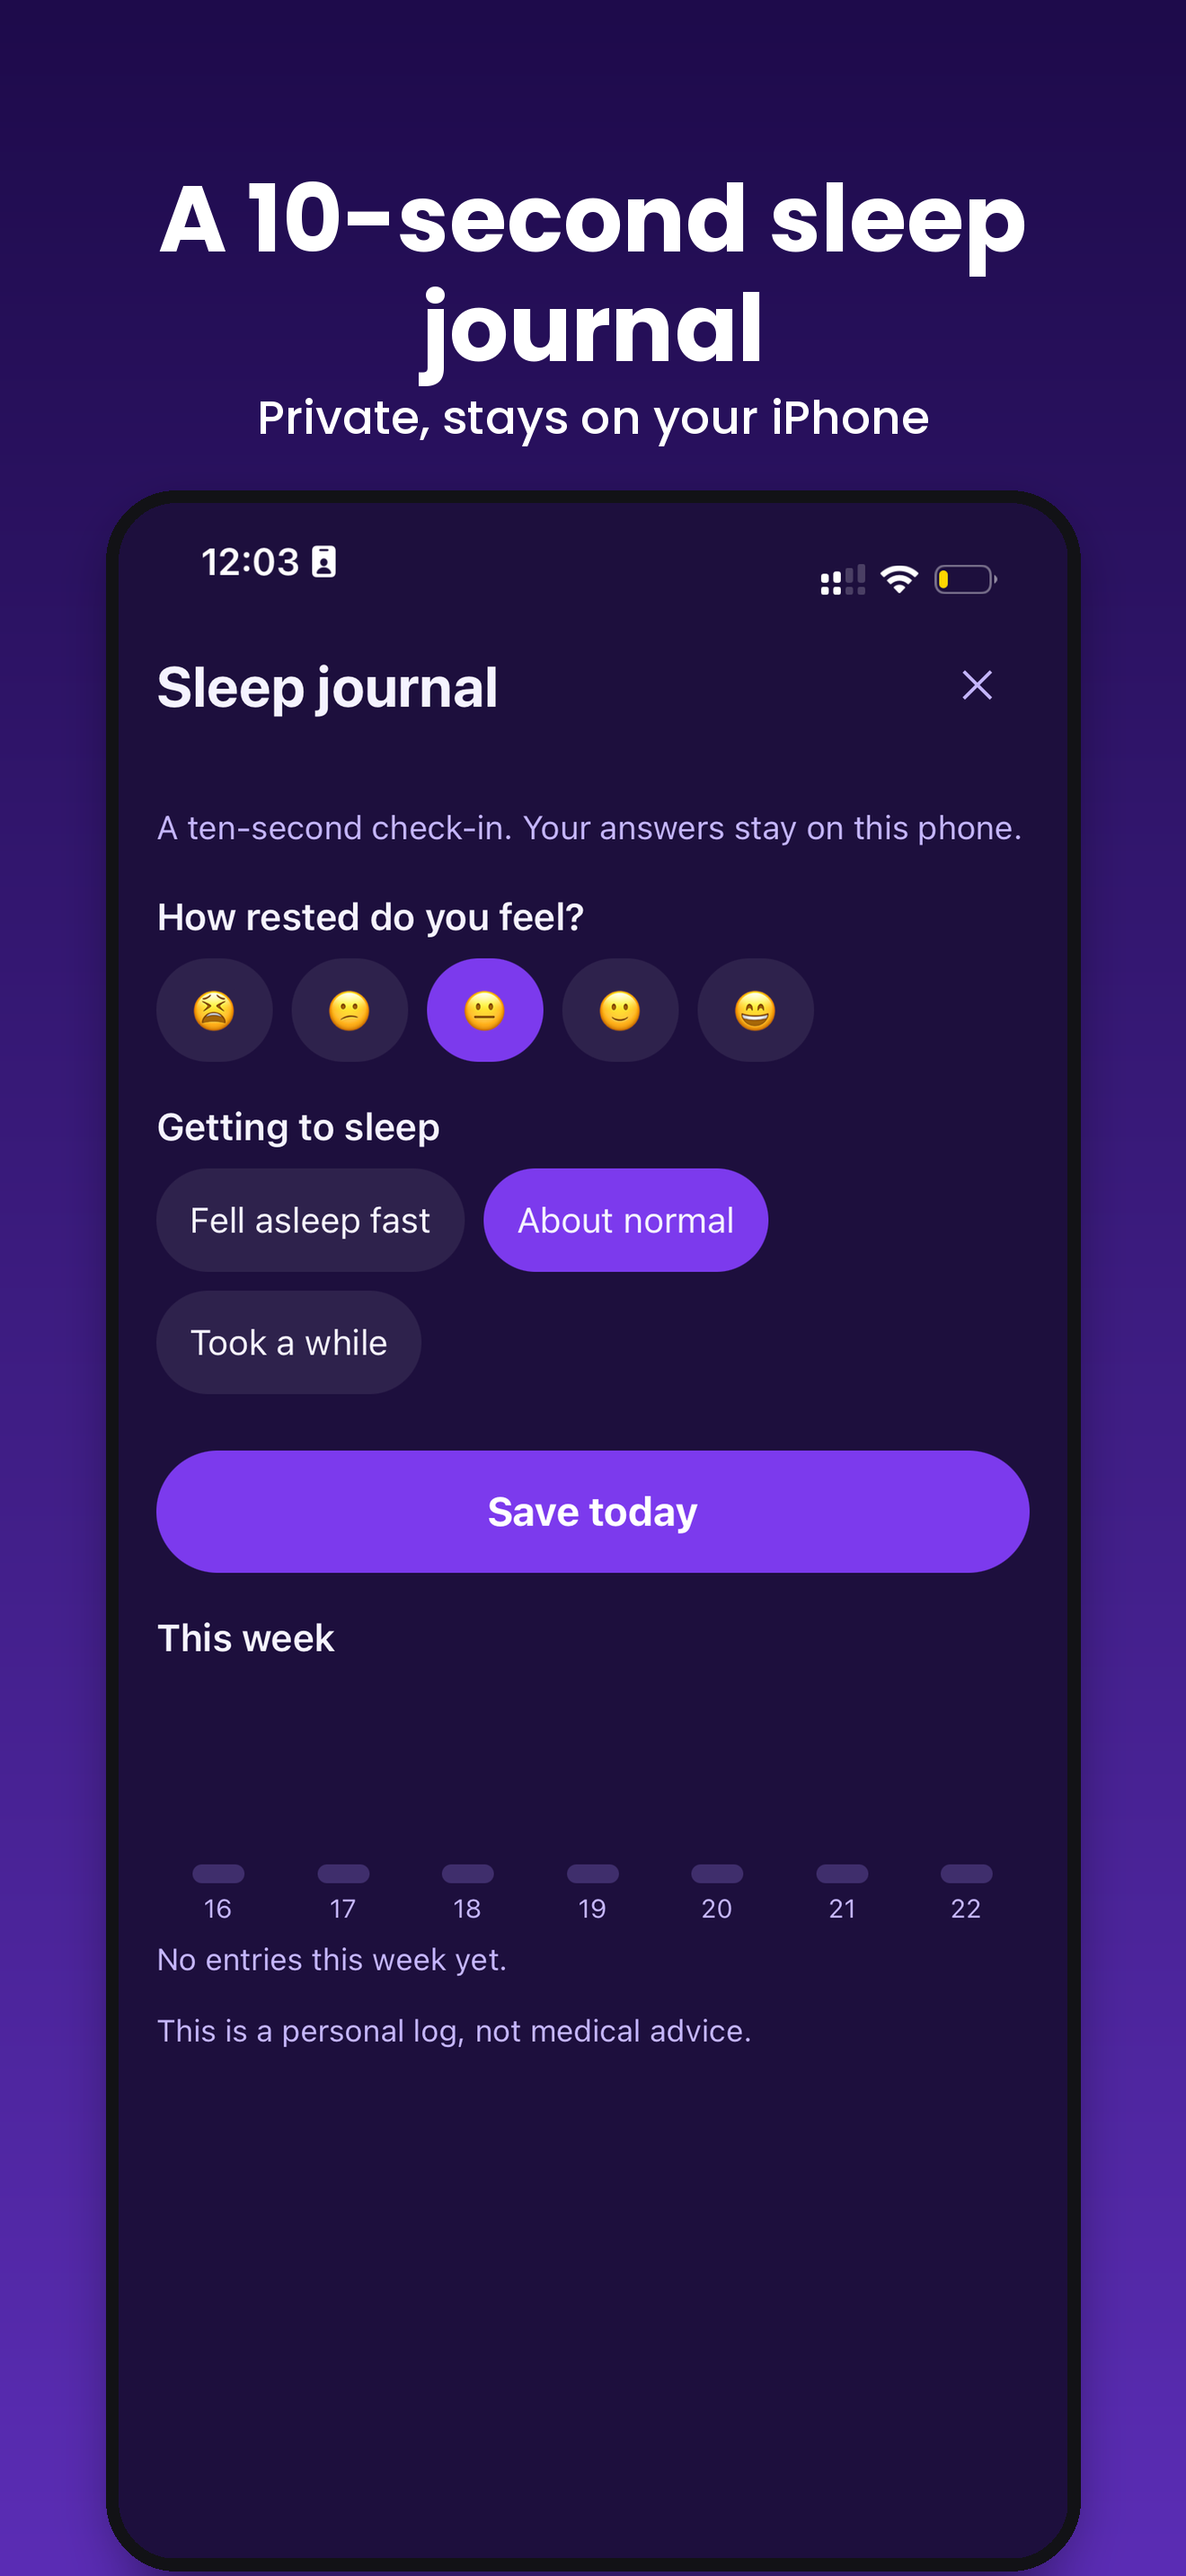 A 10-second sleep
journal
Private, stays on your iPhone
12:03
Sleep journal
A ten-second check-in. Your answers stay on this phone.
How rested do you feel?
Getting to sleep
Fell asleep fast
About normal
Took a while
Save today
This week
16 17 18 19 20 21 22
No entries this week yet.
This is a personal log, not medical advice.